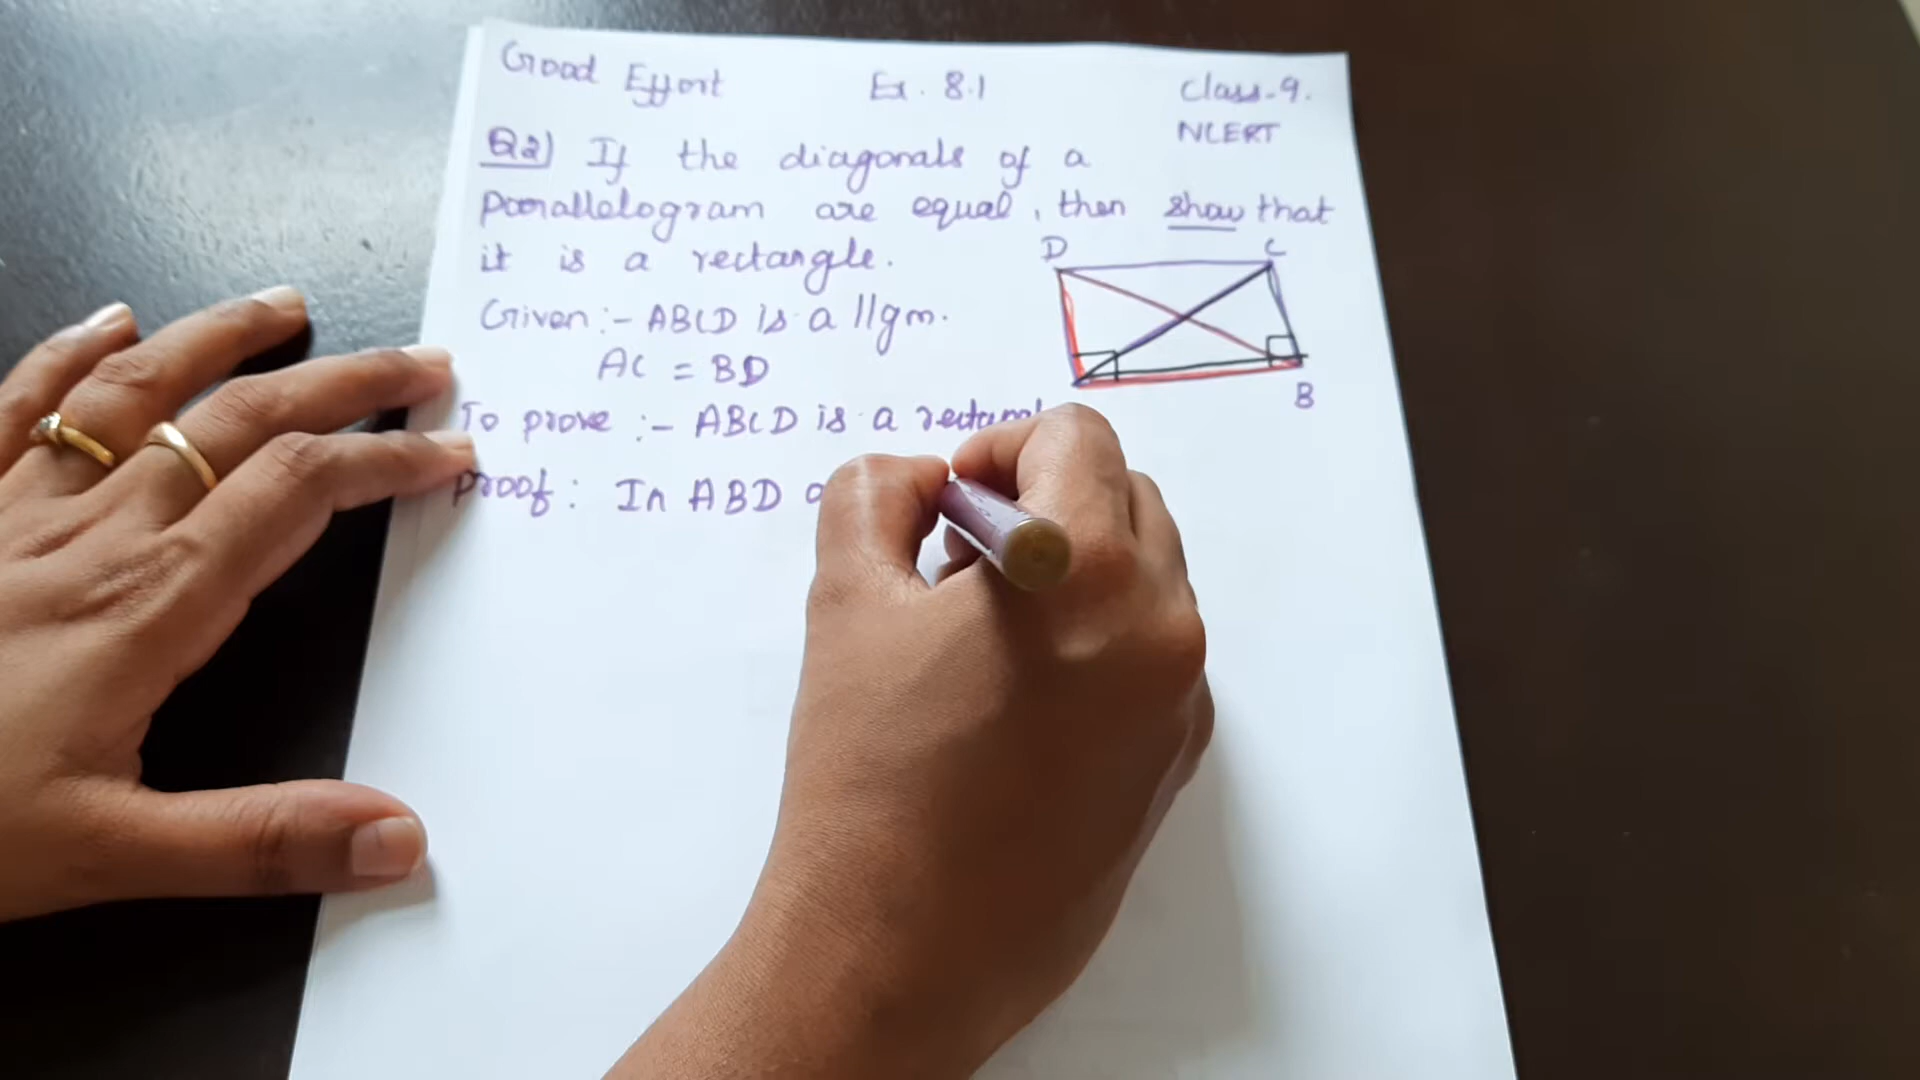 Good Effort Ex. 8.1 Class-9.
NCERT
Q2) If the diagonals of a
parallelogram are equal, then show that
it is a rectangle.
D C
Given :- ABCD is a llgm.
AC = BD
B
To prove :- ABCD is a
Proof : In ABD